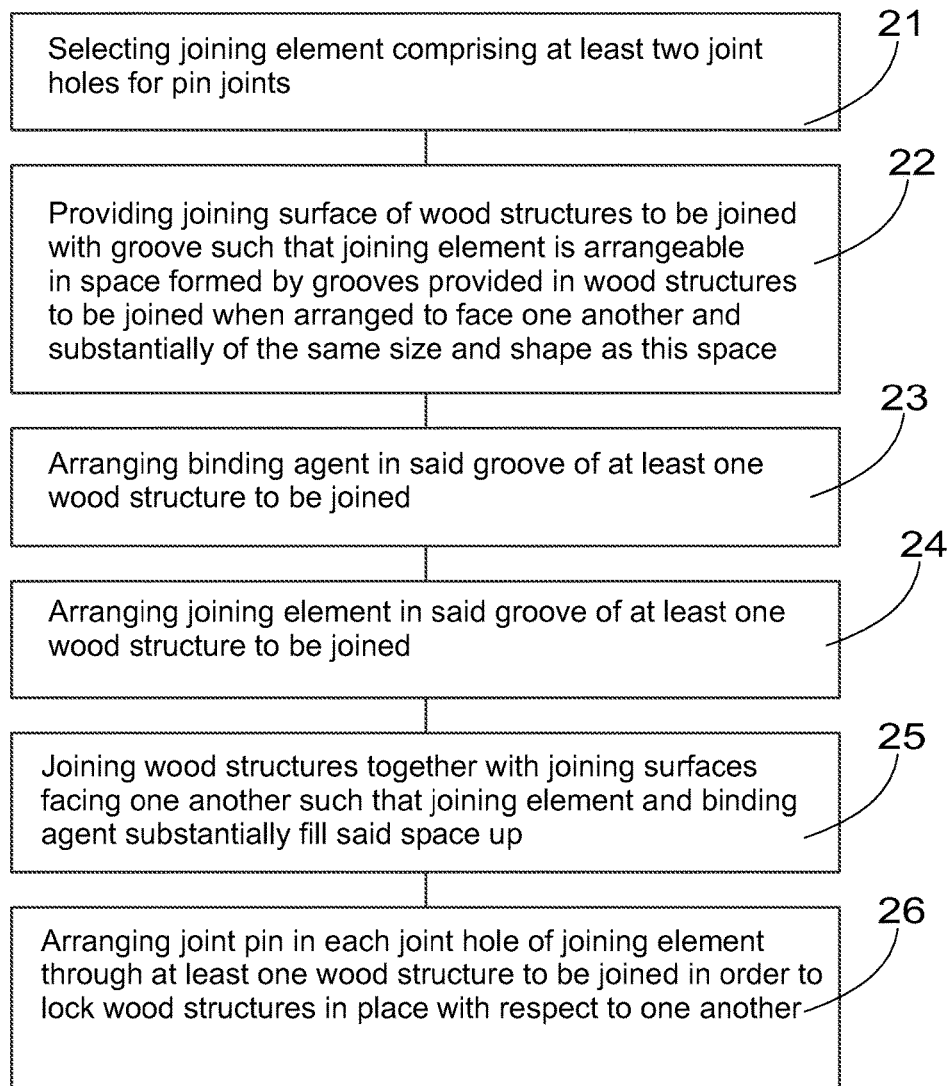 21
Selecting joining element comprising at least two joint
holes for pin joints
22
Providing joining surface of wood structures to be joined
with groove such that joining element is arrangeable
in space formed by grooves provided in wood structures
to be joined when arranged to face one another and
substantially of the same size and shape as this space
23
Arranging binding agent in said groove of at least one
wood structure to be joined
24
Arranging joining element in said groove of at least one
wood structure to be joined
25
Joining wood structures together with joining surfaces
facing one another such that joining element and binding
agent substantially fill said space up
26
Arranging joint pin in each joint hole of joining element
through at least one wood structure to be joined in order to
lock wood structures in place with respect to one another